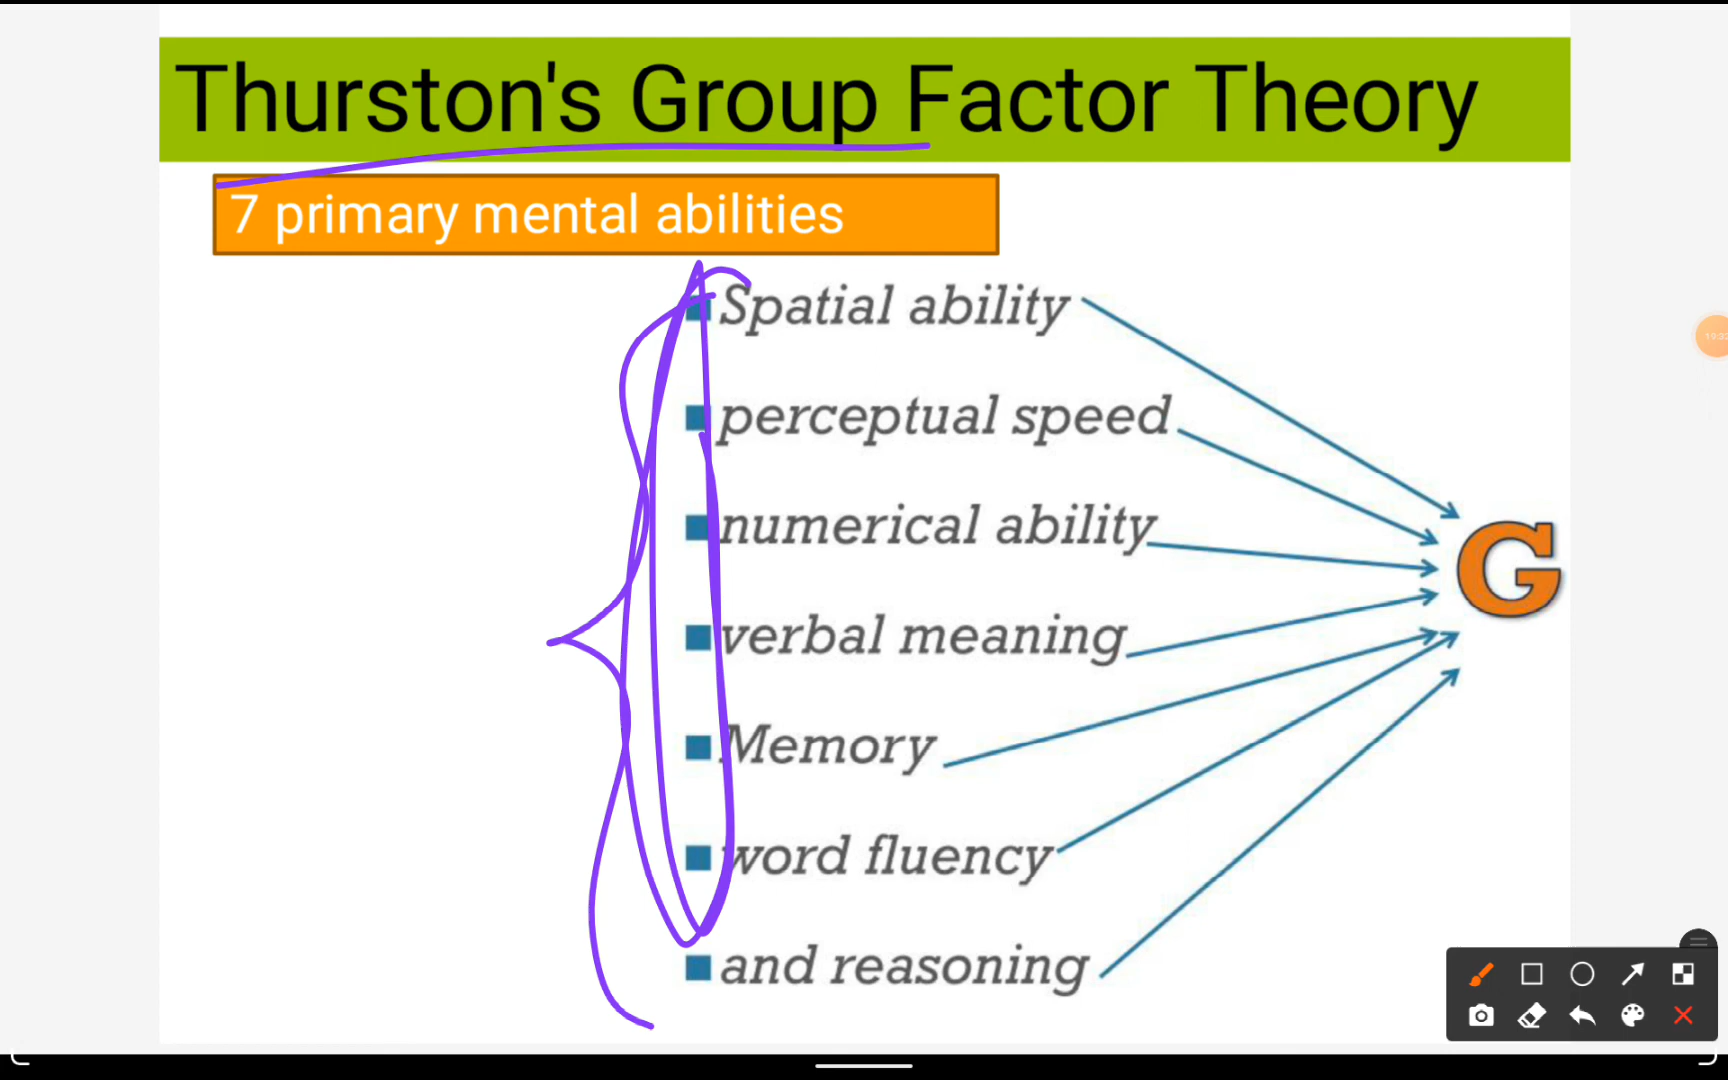 Thurston's Group Factor Theory
7 primary mental abilities
Spatial ability
perceptual speed
numerical ability
verbal meaning
Memory
word fluency
and reasoning
G